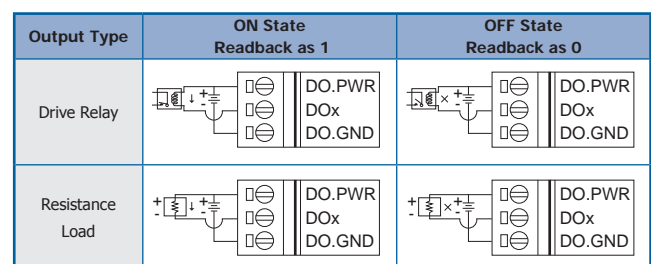 Output Type
ON State
Readback as 1
OFF State
Readback as 0
Drive Relay
+
-
DO.PWR
DOx
DO.GND
+
-
DO.PWR
DOx
DO.GND
Resistance
Load
+
-
+
-
DO.PWR
DOx
DO.GND
+
-
+
-
DO.PWR
DOx
DO.GND